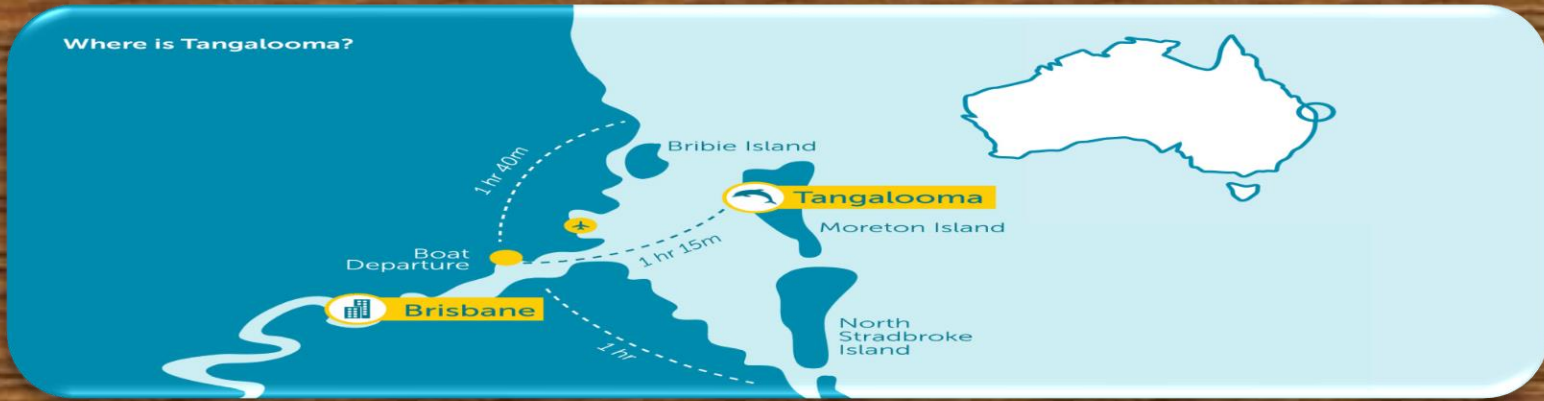 Where is Tangalooma?
1 hr 40m
Bribie Island
Tangalooma
Moreton Island
Boat
Departure
1 hr 15m
Brisbane
North
Stradbroke
Island
1 hr